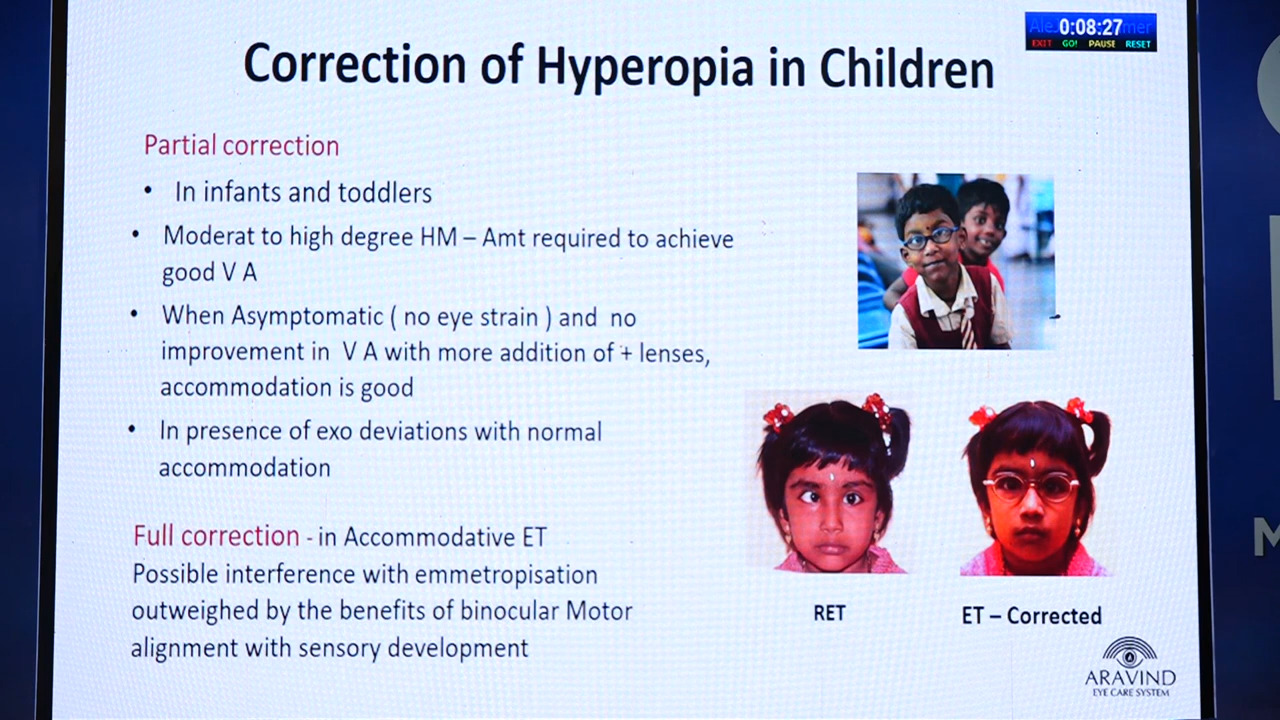 0:08:27
EXIT GO! PAUSE RESET
Correction of Hyperopia in Children
Partial correction
• In infants and toddlers
• Moderat to high degree HM – Amt required to achieve
good V A
• When Asymptomatic ( no eye strain ) and no
improvement in V A with more addition of + lenses,
accommodation is good
• In presence of exo deviations with normal
accommodation
Full correction - in Accommodative ET
Possible interference with emmetropisation
outweighed by the benefits of binocular Motor
alignment with sensory development
RET
ET – Corrected
ARAVIND
EYE CARE SYSTEM
M